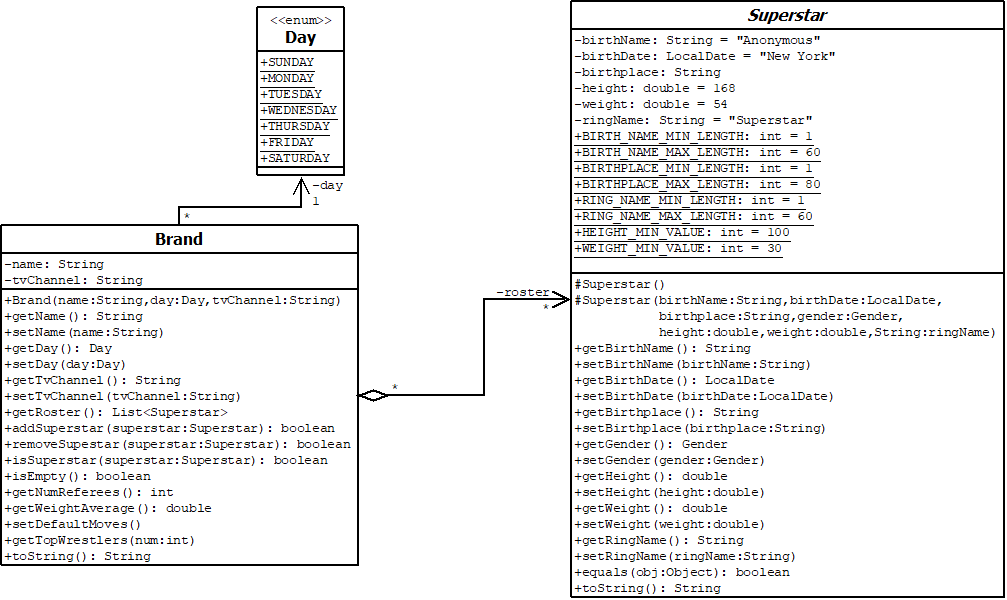 <<enum>>
Day
+SUNDAY
+MONDAY
+TUESDAY
+WEDNESDAY
+THURSDAY
+FRIDAY
+SATURDAY
-day
1
*
Brand
-name: String
-tvChannel: String
+Brand(name:String,day:Day,tvChannel:String)
+getName(): String
+setName(name:String)
+getDay(): Day
+setDay(day:Day)
+getTvChannel(): String
+setTvChannel(tvChannel:String)
+getRoster(): List<Superstar>
+addSuperstar(superstar:Superstar): boolean
+removeSupestar(superstar:Superstar): boolean
+isSuperstar(superstar:Superstar): boolean
+isEmpty(): boolean
+getNumReferees(): int
+getWeightAverage(): double
+setDefaultMoves()
+getTopWrestlers(num:int)
+toString(): String
*
-roster
*
Superstar
-birthName: String = "Anonymous"
-birthDate: LocalDate = "New York"
-birthplace: String
-height: double = 168
-weight: double = 54
-ringName: String = "Superstar"
+BIRTH_NAME_MIN_LENGTH: int = 1
+BIRTH_NAME_MAX_LENGTH: int = 60
+BIRTHPLACE_MIN_LENGTH: int = 1
+BIRTHPLACE_MAX_LENGTH: int = 80
+RING_NAME_MIN_LENGTH: int = 1
+RING_NAME_MAX_LENGTH: int = 60
+HEIGHT_MIN_VALUE: int = 100
+WEIGHT_MIN_VALUE: int = 30
#Superstar()
#Superstar(birthName:String,birthDate:LocalDate,
birthplace:String,gender:Gender,
height:double,weight:double,String:ringName)
+getBirthName(): String
+setBirthName(birthName:String)
+getBirthDate(): LocalDate
+setBirthDate(birthDate:LocalDate)
+getBirthplace(): String
+setBirthplace(birthplace:String)
+getGender(): Gender
+setGender(gender:Gender)
+getHeight(): double
+setHeight(height:double)
+getWeight(): double
+setWeight(weight:double)
+getRingName(): String
+setRingName(ringName:String)
+equals(obj:Object): boolean
+toString(): String